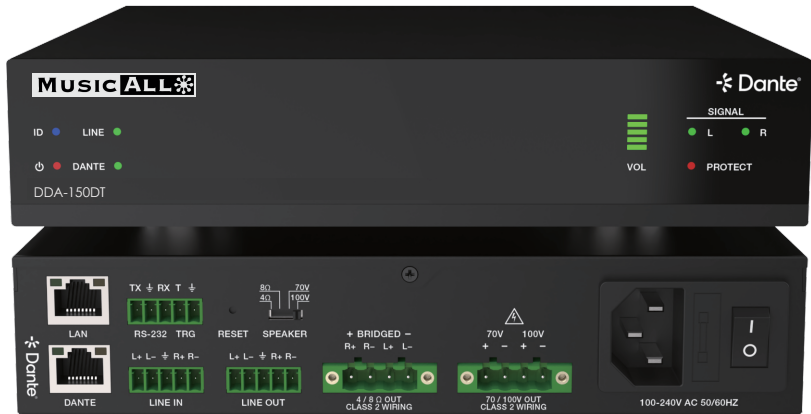 MUSIC ALL
Dante®
SIGNAL
ID LINE L R
DANTE VOL PROTECT
DDA-150DT
TX RX T
8Ω 70V
4Ω 100V
LAN RS-232 TRG RESET SPEAKER
+ BRIDGED −
R+ R− L+ L−
70V 100V
+ − + −
I
O
Dante®
L+ L− R+ R−
L+ L− R+ R−
DANTE LINE IN LINE OUT
4 / 8 Ω OUT
CLASS 2 WIRING
70 / 100V OUT
CLASS 2 WIRING
100-240V AC 50/60HZ